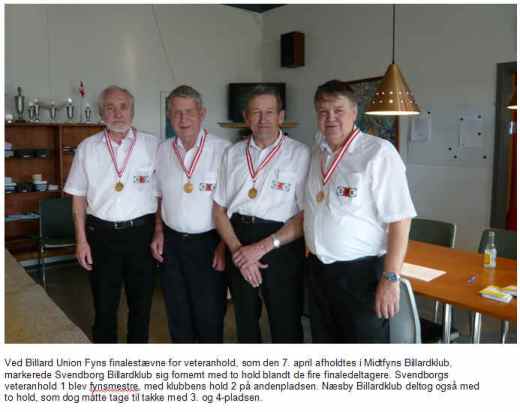 Ved Billard Union Fyns finalestævne for veteranhold, som den 7. april afholdtes i Midtfyns Billardklub,
markerede Svendborg Billardklub sig fornemt med to hold blandt de fire finaledeltagere. Svendborgs
veteranhold 1 blev fynsmestre, med klubbens hold 2 på andenpladsen. Næsby Billardklub deltog også med
to hold, som dog måtte tage til takke med 3. og 4-pladsen.